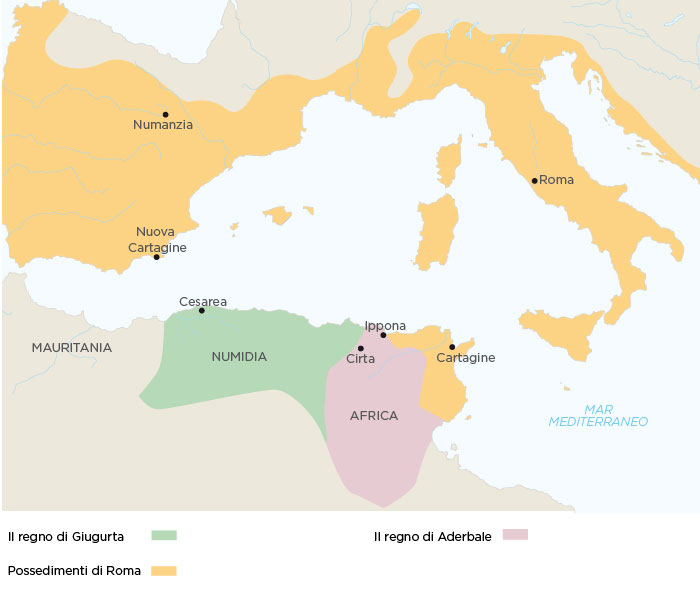 Numanzia
Roma
Nuova
Cartagine
Cesarea
Ippona
MAURITANIA
NUMIDIA
Cirta
Cartagine
AFRICA
MAR
MEDITERRANEO
Il regno di Giugurta
Il regno di Aderbale
Possedimenti di Roma